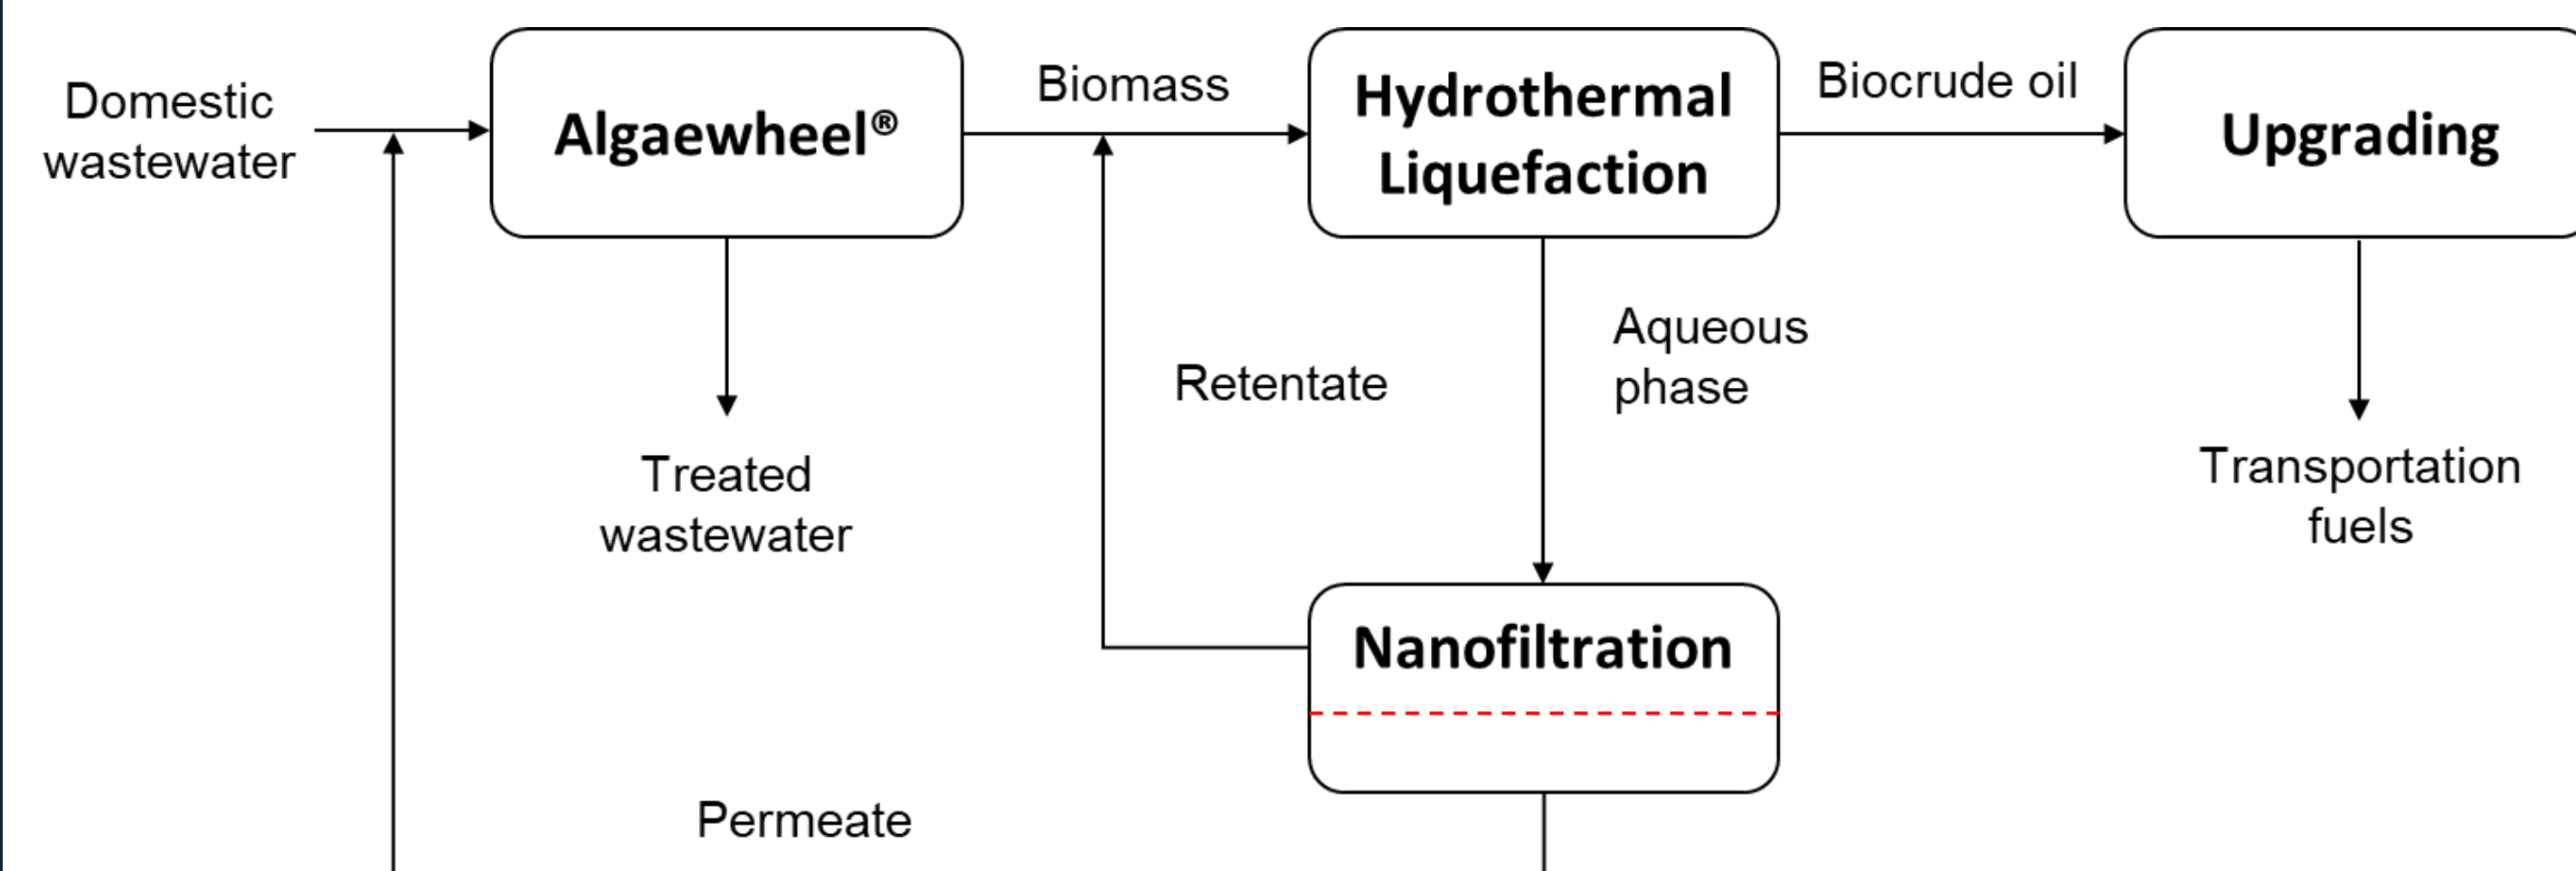 Domestic
wastewater
Algaewheel®
Biomass
Hydrothermal
Liquefaction
Biocrude oil
Upgrading
Treated
wastewater
Retentate
Aqueous
phase
Transportation
fuels
Nanofiltration
Permeate